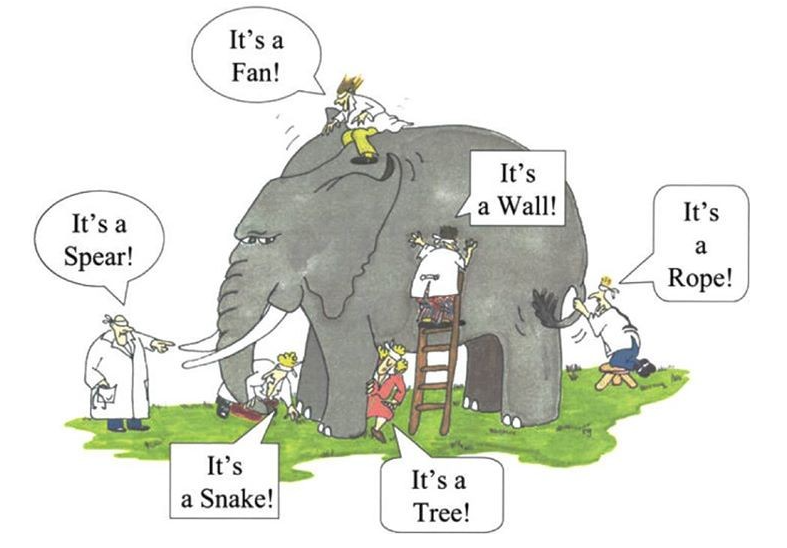 It's a
Fan!
It's
a Wall!
It's a
Spear!
It's
a
Rope!
It's
a Snake!
It's a
Tree!